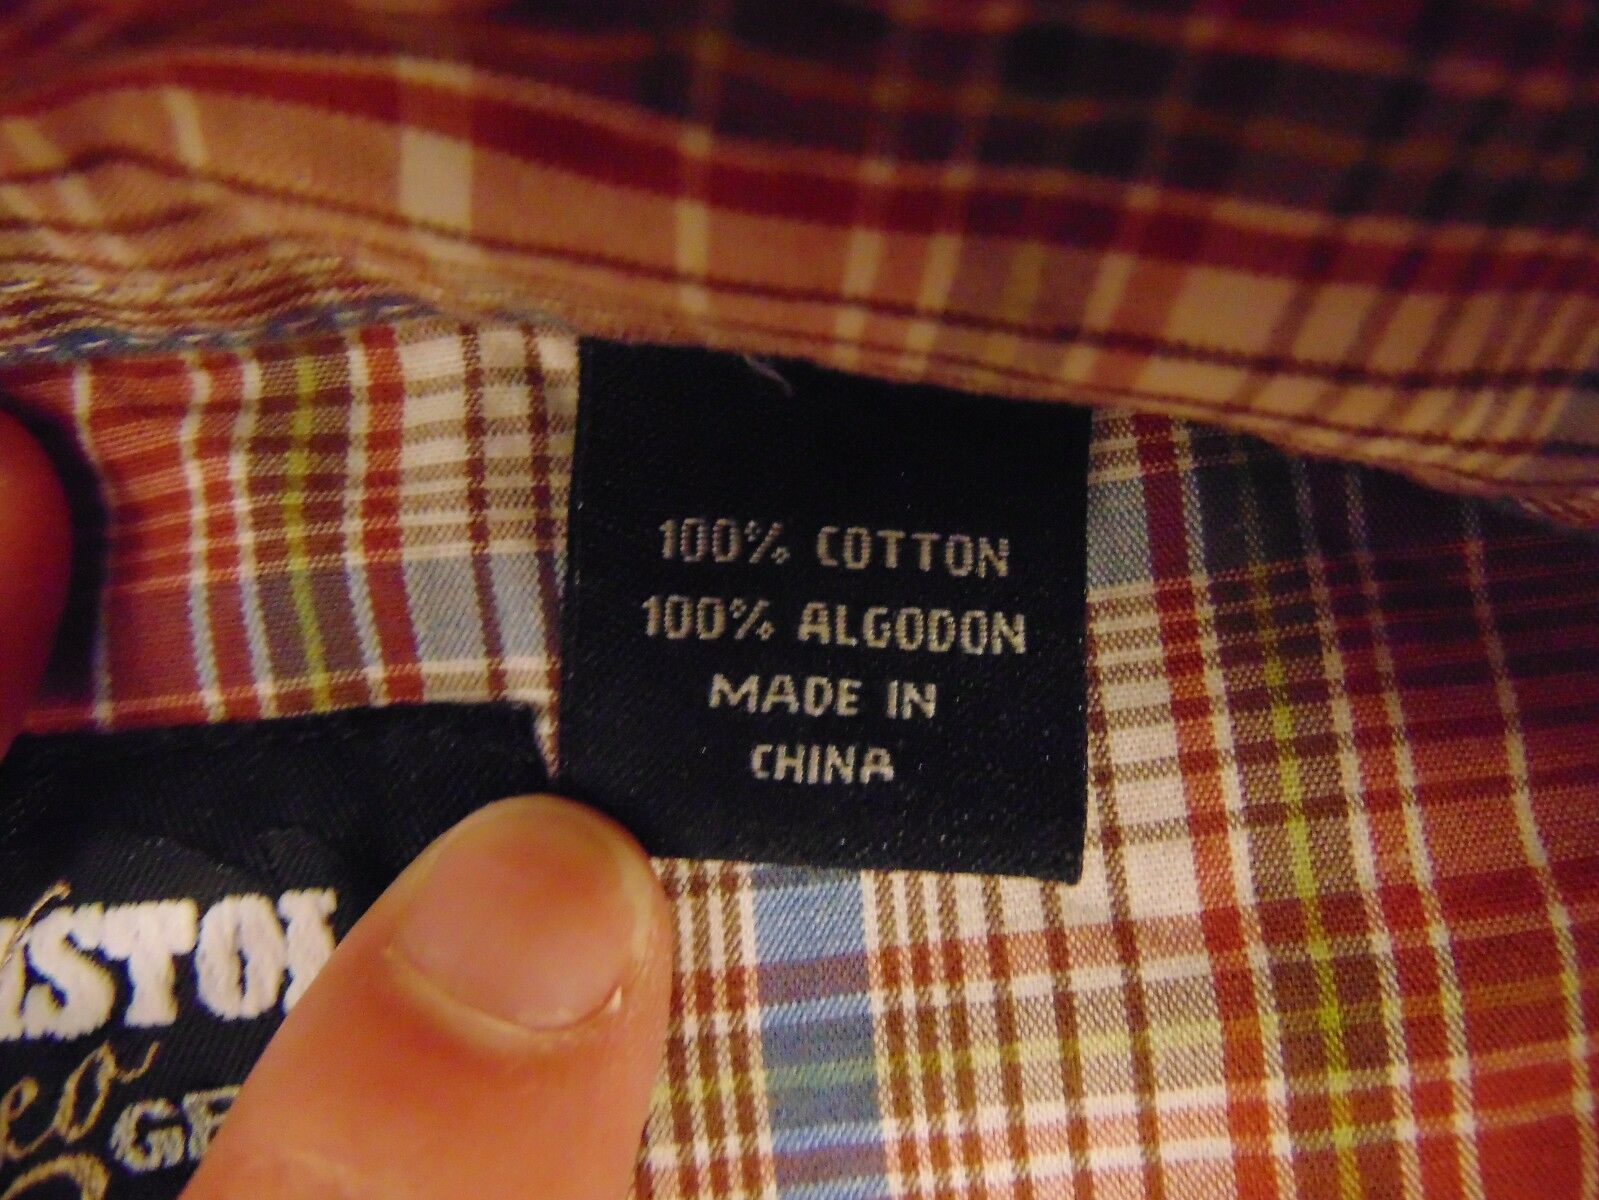 100% COTTON
100% ALGODON
MADE IN
CHINA